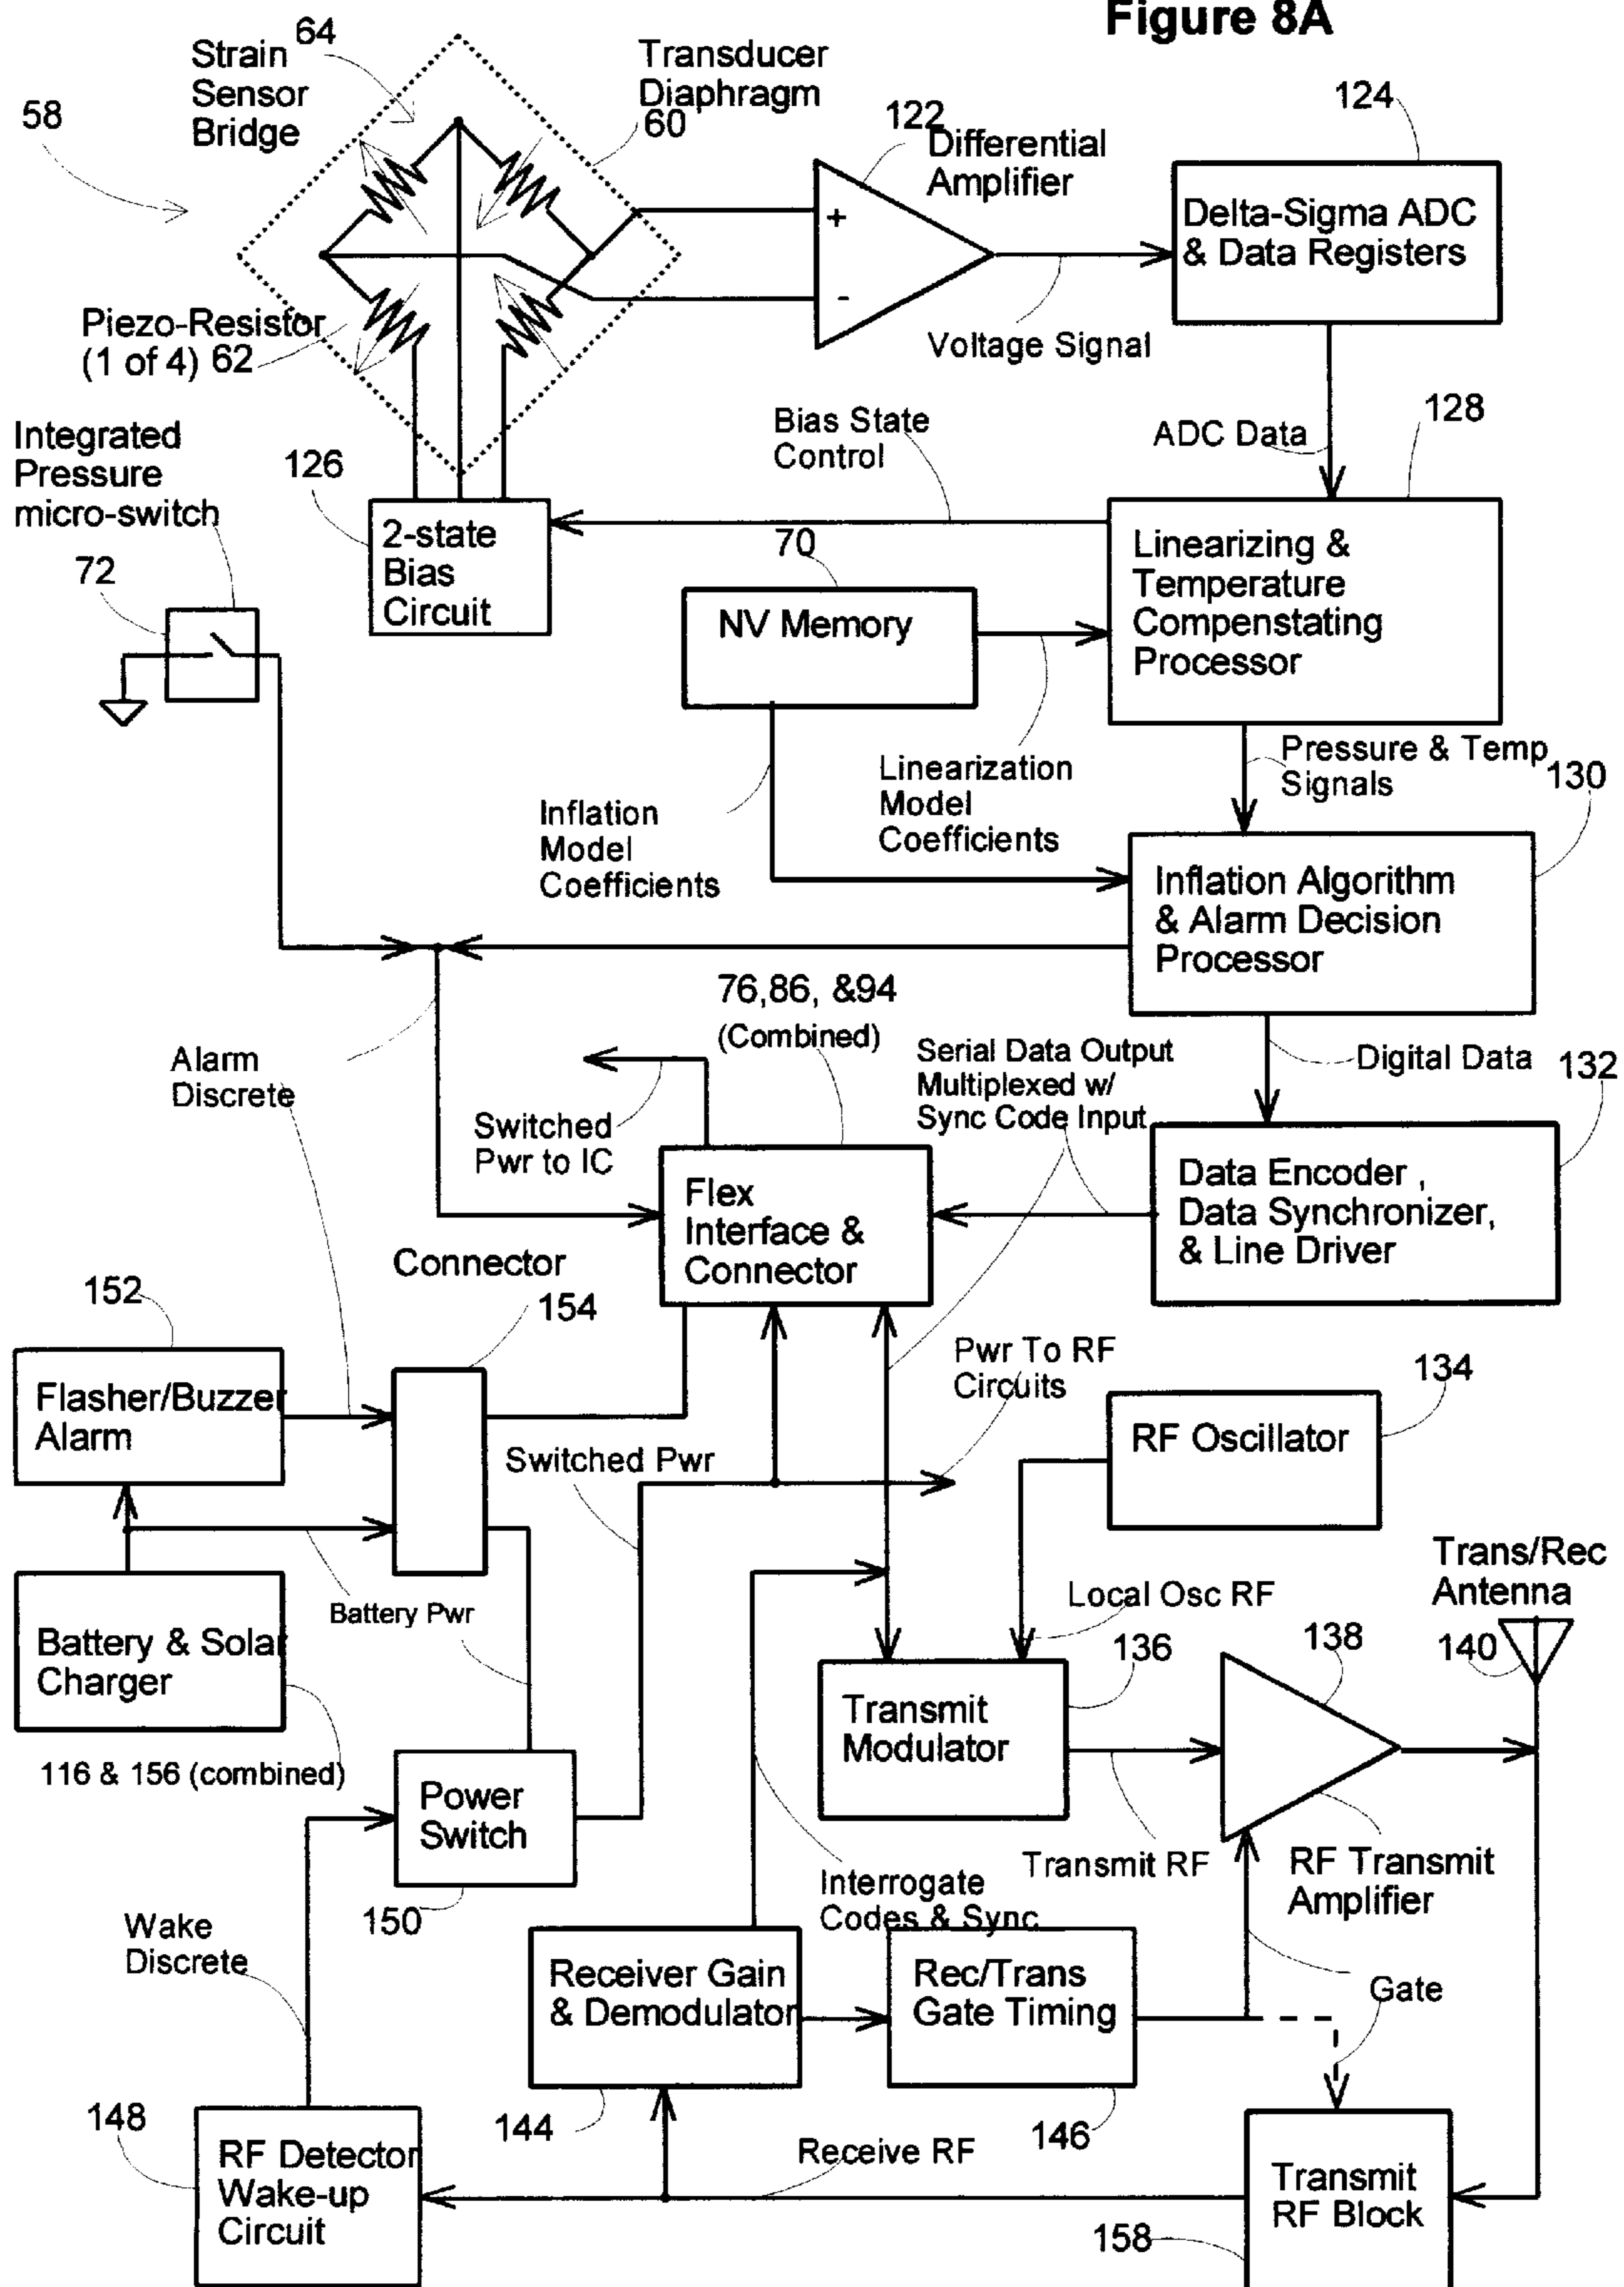 Figure 8A
64
Strain
Sensor
Bridge
Transducer
Diaphragm
60
58
122
Differential
Amplifier
124
Delta-Sigma ADC
& Data Registers
+
-
Voltage Signal
Piezo-Resistor
(1 of 4) 62
Integrated
Pressure
micro-switch
72
126
2-state
Bias
Circuit
Bias State
Control
ADC Data
128
70
NV Memory
Linearizing &
Temperature
Compenstating
Processor
Pressure & Temp
Signals
130
Linearization
Model
Coefficients
Inflation
Model
Coefficients
Inflation Algorithm
& Alarm Decision
Processor
76,86, &94
(Combined)
Alarm
Discrete
Switched
Pwr to IC
Serial Data Output
Multiplexed w/
Sync Code Input
Digital Data
132
Flex
Interface &
Connector
Data Encoder ,
Data Synchronizer,
& Line Driver
Connector
154
152
Flasher/Buzzer
Alarm
Switched Pwr
Pwr To RF
Circuits
134
RF Oscillator
Battery & Solar
Charger
Battery Pwr
116 & 156 (combined)
Local Osc RF
136
138
Trans/Rec
Antenna
140
Transmit
Modulator
Power
Switch
150
Transmit RF
RF Transmit
Amplifier
Interrogate
Codes & Sync
Wake
Discrete
Receiver Gain
& Demodulator
Rec/Trans
Gate Timing
Gate
144
146
148
RF Detector
Wake-up
Circuit
Receive RF
Transmit
RF Block
158